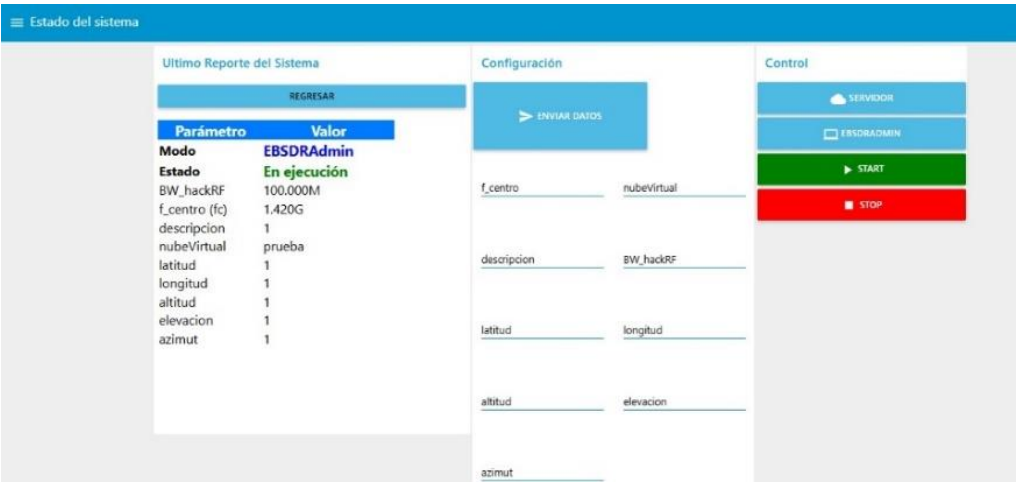 Estado del sistema
Ultimo Reporte del Sistema
REGRESAR
Parámetro Valor
Modo EBSDRAdmin
Estado En ejecución
BW_hackRF 100.000M
f_centro (fc) 1.420G
descripcion 1
nubeVirtual prueba
latitud 1
longitud 1
altitud 1
elevacion 1
azimut 1
Configuración
ENVIAR DATOS
f_centro nubeVirtual
descripcion BW_hackRF
latitud longitud
altitud elevacion
azimut
Control
SERVIDOR
EBSDRADMIN
START
STOP